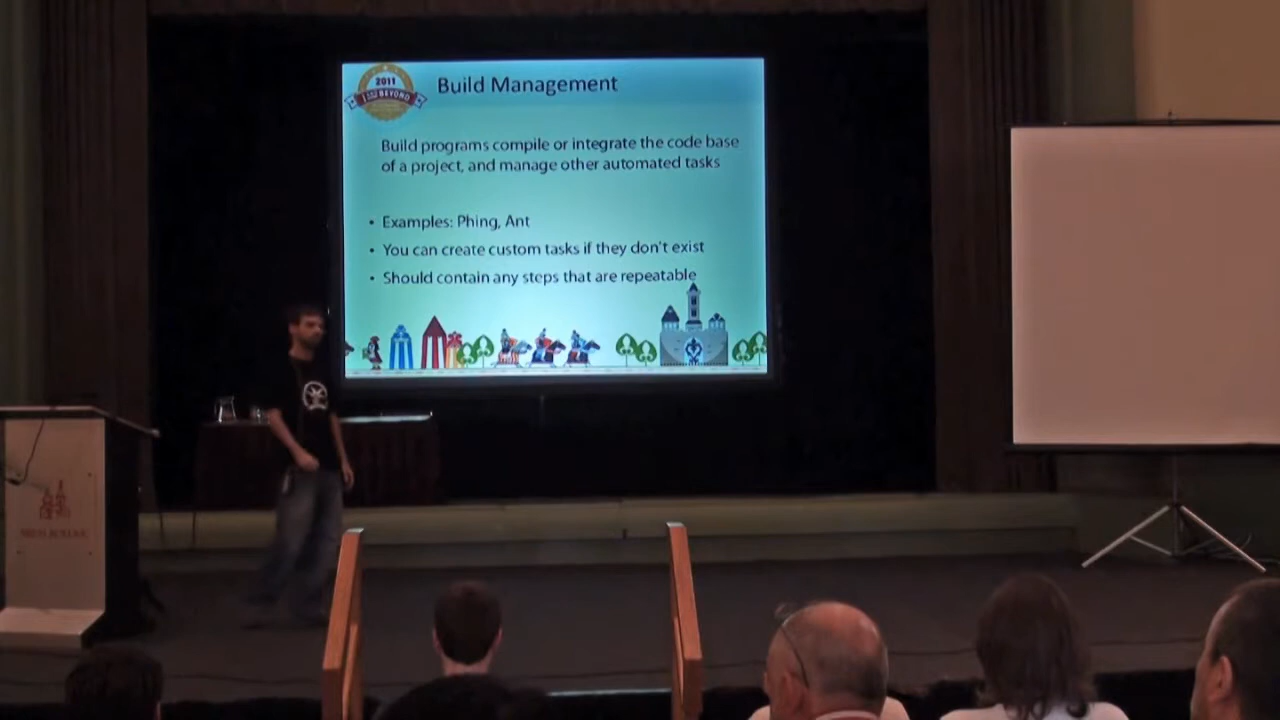 2011
BEYOND
Build Management
Build programs compile or integrate the code base
of a project, and manage other automated tasks
• Examples: Phing, Ant
• You can create custom tasks if they don't exist
• Should contain any steps that are repeatable